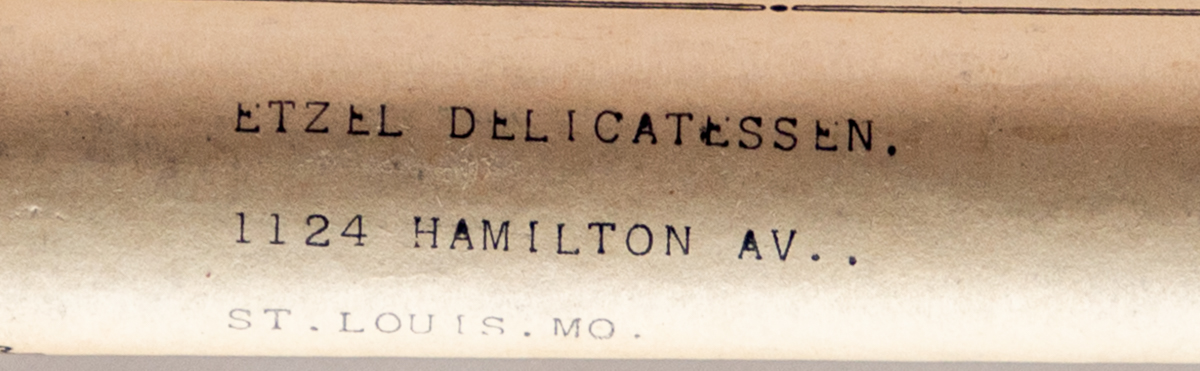 ETZEL DELICATESSEN.
1124 HAMILTON AV..
ST.LOUIS.MO.